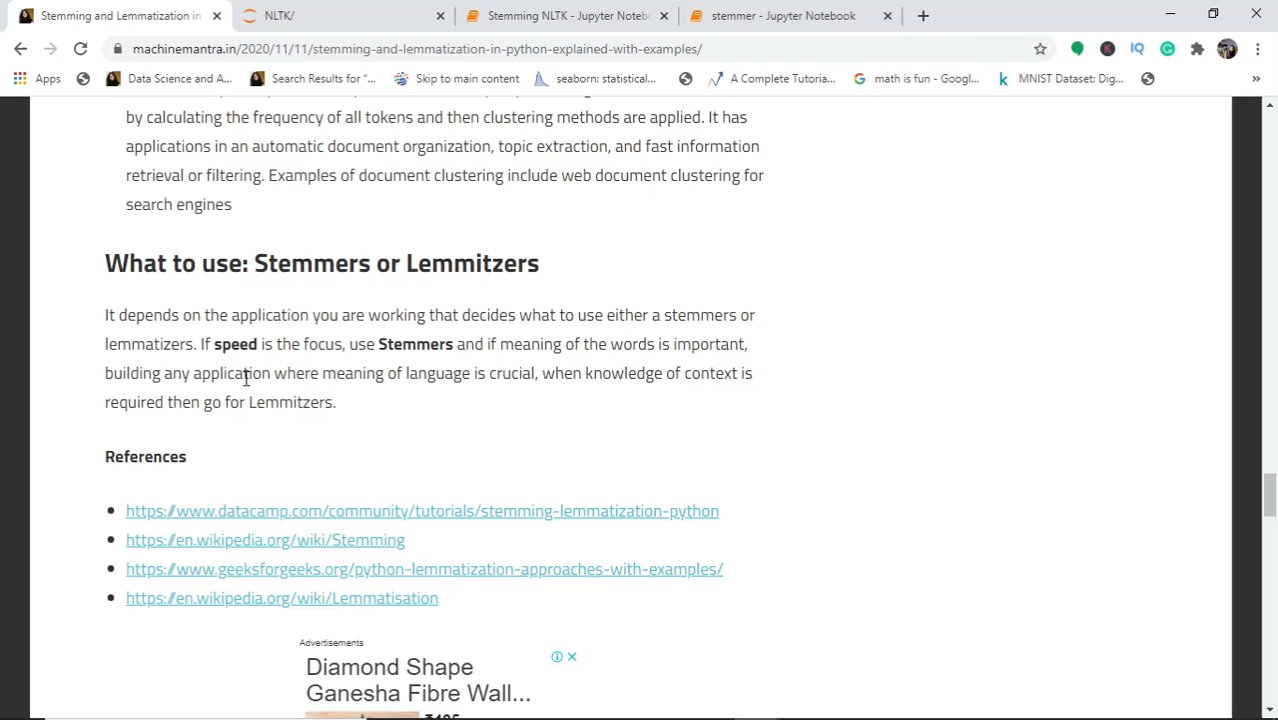 Stemming and Lemmatization in
NLTK/
Stemming NLTK - Jupyter Noteb
stemmer - Jupyter Notebook
machinemantra.in/2020/11/11/stemming-and-lemmatization-in-python-explained-with-examples/
Apps
Data Science and A...
Search Results for "...
Skip to main content
seaborn: statistical...
A Complete Tutoria...
math is fun - Googl...
MNIST Dataset: Dig...
by calculating the frequency of all tokens and then clustering methods are applied. It has
applications in an automatic document organization, topic extraction, and fast information
retrieval or filtering. Examples of document clustering include web document clustering for
search engines
What to use: Stemmers or Lemmitzers
It depends on the application you are working that decides what to use either a stemmers or
lemmatizers. If speed is the focus, use Stemmers and if meaning of the words is important,
building any application where meaning of language is crucial, when knowledge of context is
required then go for Lemmitzers.
References
https://www.datacamp.com/community/tutorials/stemming-lemmatization-python
https://en.wikipedia.org/wiki/Stemming
https://www.geeksforgeeks.org/python-lemmatization-approaches-with-examples/
https://en.wikipedia.org/wiki/Lemmatisation
Advertisements
Diamond Shape
Ganesha Fibre Wall...